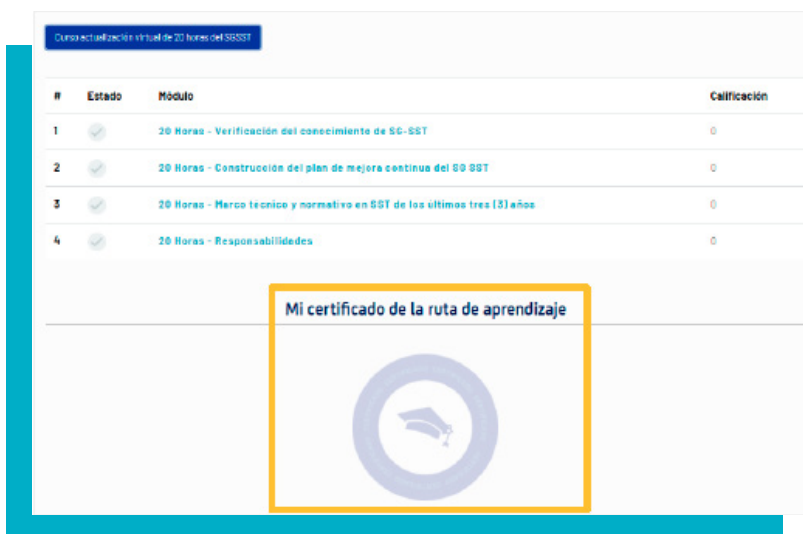 Curso actualización virtual de 20 horas del SGSST
# Estado Módulo Calificación
1 20 Horas - Verificación del conocimiento de SG-SST 0
2 20 Horas - Construcción del plan de mejora continua del SG SST 0
3 20 Horas - Marco técnico y normativo en SST de los últimos tres (3) años 0
4 20 Horas - Responsabilidades 0
Mi certificado de la ruta de aprendizaje